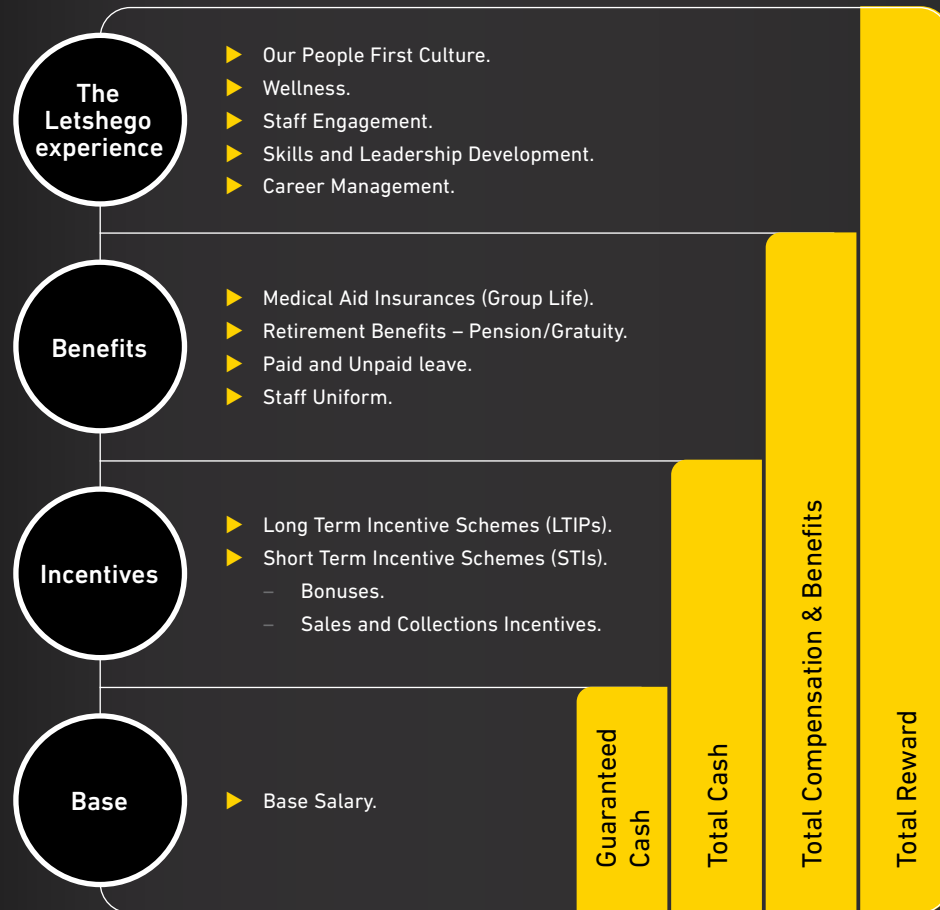 The
Letshego
experience
Our People First Culture.
Wellness.
Staff Engagement.
Skills and Leadership Development.
Career Management.
Benefits
Medical Aid Insurances (Group Life).
Retirement Benefits – Pension/Gratuity.
Paid and Unpaid leave.
Staff Uniform.
Incentives
Long Term Incentive Schemes (LTIPs).
Short Term Incentive Schemes (STIs).
– Bonuses.
– Sales and Collections Incentives.
Base
Base Salary.
Guaranteed
Cash
Total Cash
Total Compensation & Benefits
Total Reward